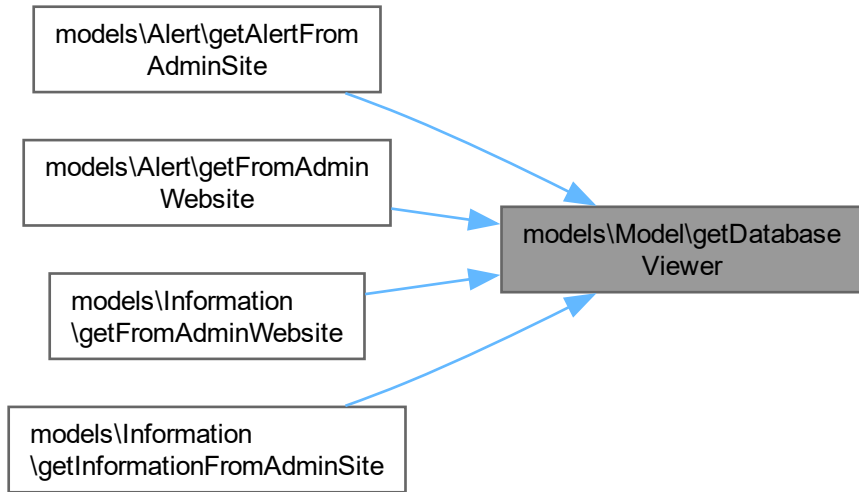 models\Alert\getAlertFrom
AdminSite
models\Alert\getFromAdmin
Website
models\Model\getDatabase
Viewer
models\Information
\getFromAdminWebsite
models\Information
\getInformationFromAdminSite